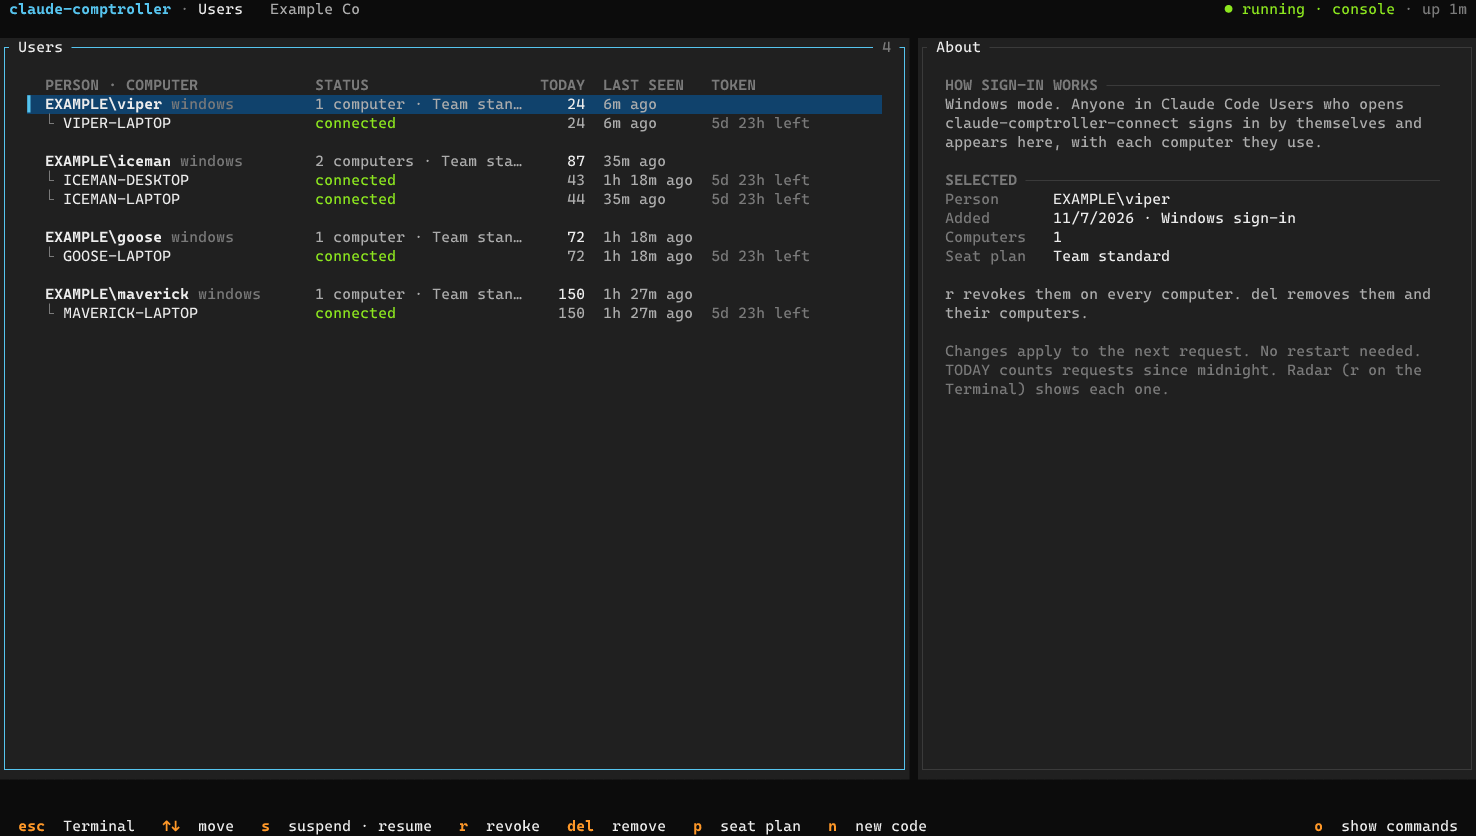 claude-comptroller · Users Example Co ● running · console · up 1m
Users 4
PERSON · COMPUTER STATUS TODAY LAST SEEN TOKEN
EXAMPLE\viper windows 1 computer · Team stan… 24 6m ago
└ VIPER-LAPTOP connected 24 6m ago 5d 23h left
EXAMPLE\iceman windows 2 computers · Team sta… 87 35m ago
└ ICEMAN-DESKTOP connected 43 1h 18m ago 5d 23h left
└ ICEMAN-LAPTOP connected 44 35m ago 5d 23h left
EXAMPLE\goose windows 1 computer · Team stan… 72 1h 18m ago
└ GOOSE-LAPTOP connected 72 1h 18m ago 5d 23h left
EXAMPLE\maverick windows 1 computer · Team stan… 150 1h 27m ago
└ MAVERICK-LAPTOP connected 150 1h 27m ago 5d 23h left
About
HOW SIGN-IN WORKS
Windows mode. Anyone in Claude Code Users who opens
claude-comptroller-connect signs in by themselves and
appears here, with each computer they use.
SELECTED
Person EXAMPLE\viper
Added 11/7/2026 · Windows sign-in
Computers 1
Seat plan Team standard
r revokes them on every computer. del removes them and
their computers.
Changes apply to the next request. No restart needed.
TODAY counts requests since midnight. Radar (r on the
Terminal) shows each one.
esc Terminal ↑↓ move s suspend · resume r revoke del remove p seat plan n new code o show commands